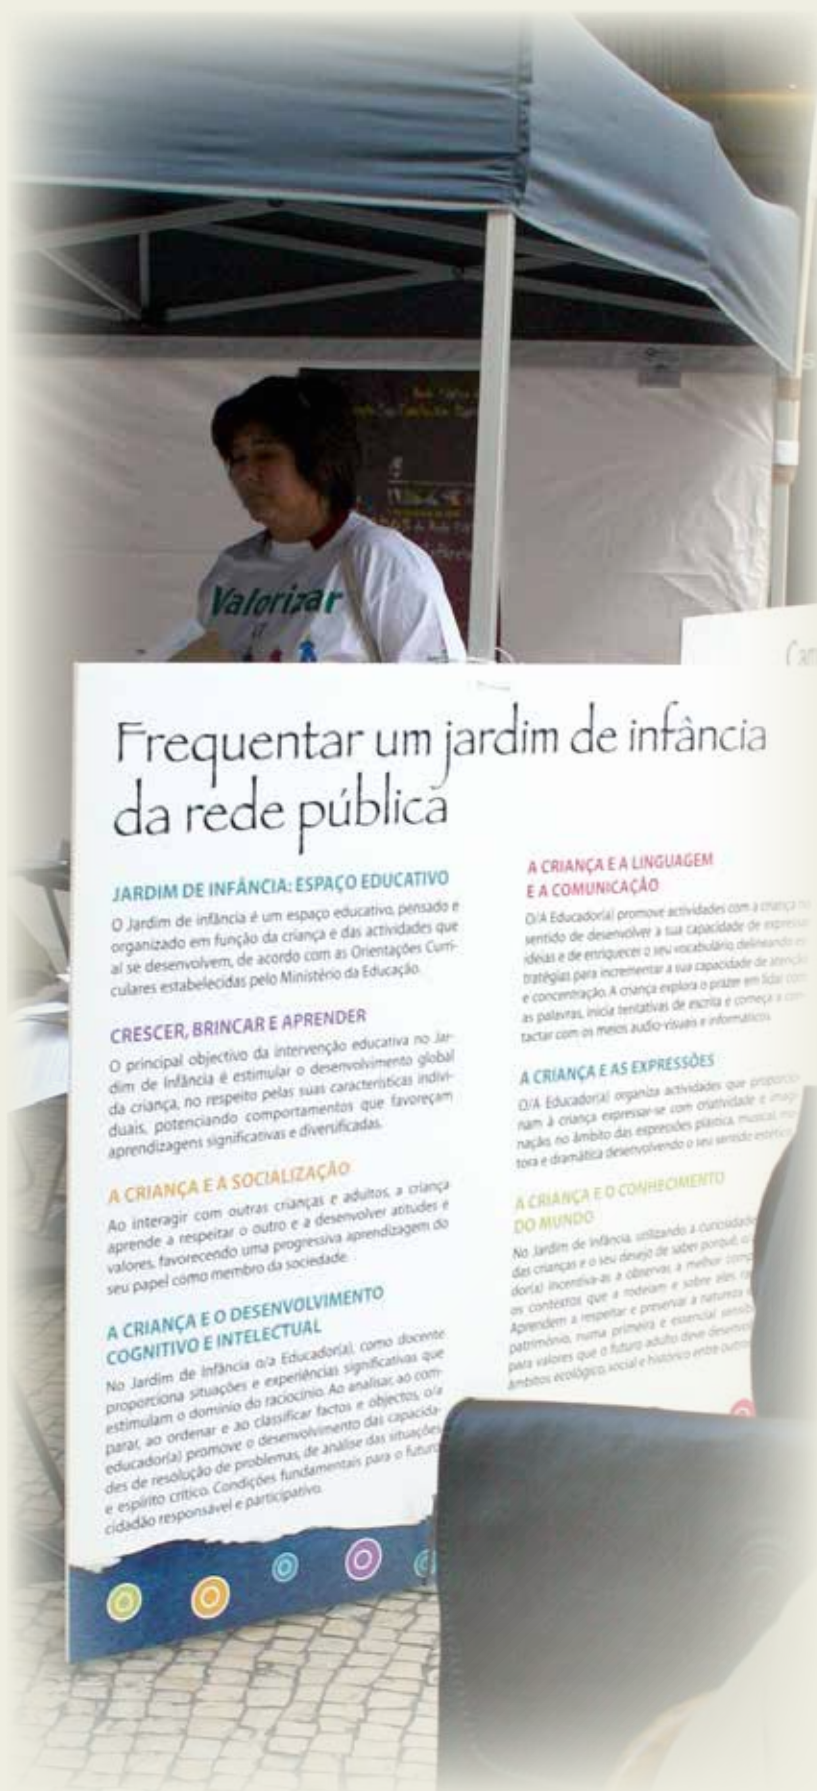 Valorizar
Frequentar um jardim de infância
da rede pública
JARDIM DE INFÂNCIA: ESPAÇO EDUCATIVO
O Jardim de infância é um espaço educativo, pensado e
organizado em função da criança e das actividades que
aí se desenvolvem, de acordo com as Orientações Curri-
culares estabelecidas pelo Ministério da Educação.
CRESCER, BRINCAR E APRENDER
O principal objectivo da intervenção educativa no Jar-
dim de Infância é estimular o desenvolvimento global
da criança, no respeito pelas suas características indivi-
duais, potenciando comportamentos que favoreçam
aprendizagens significativas e diversificadas.
A CRIANÇA E A SOCIALIZAÇÃO
Ao interagir com outras crianças e adultos, a criança
aprende a respeitar o outro e a desenvolver atitudes e
valores, favorecendo uma progressiva aprendizagem do
seu papel como membro da sociedade.
A CRIANÇA E O DESENVOLVIMENTO
COGNITIVO E INTELECTUAL
No Jardim de Infância o/a Educador(a), como docente
proporciona situações e experiências significativas que
estimulam o domínio do raciocínio. Ao analisar, ao com-
parar, ao ordenar e ao classificar factos e objectos, o/a
educador(a) promove o desenvolvimento das capacida-
des de resolução de problemas, de análise das situações
e espírito crítico. Condições fundamentais para o futuro
cidadão responsável e participativo.
A CRIANÇA E A LINGUAGEM
E A COMUNICAÇÃO
O/A Educador(a) promove actividades com a criança no
sentido de desenvolver a sua capacidade de expressar
ideias e de enriquecer o seu vocabulário, delineando es-
tratégias para incrementar a sua capacidade de atenção
e concentração. A criança explora o prazer em lidar com
as palavras, inicia tentativas de escrita e começa a con-
tactar com os meios audio-visuais e informáticos.
A CRIANÇA E AS EXPRESSÕES
O/A Educador(a) organiza actividades que proporcio-
nam à criança expressar-se com criatividade e imagi-
nação, no âmbito das expressões plástica, musical, mo-
tora e dramática desenvolvendo o seu sentido estético.
A CRIANÇA E O CONHECIMENTO
DO MUNDO
No Jardim de Infância, utilizando a curiosidade
das crianças e o seu desejo de saber porquê, o
dor(a) incentiva-as a observar, a melhor comp
os contextos que a rodeiam e sobre eles
Aprendem a respeitar e preservar a natureza
património, numa primeira e essencial sensib
para valores que o futuro adulto deve desenvo
âmbitos ecológico, social e histórico entre outros